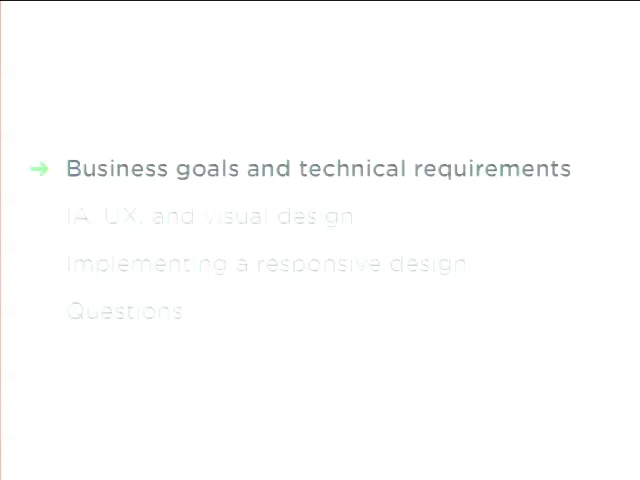 Business goals and technical requirements
IA, UX, and visual design
Implementing a responsive design
Questions